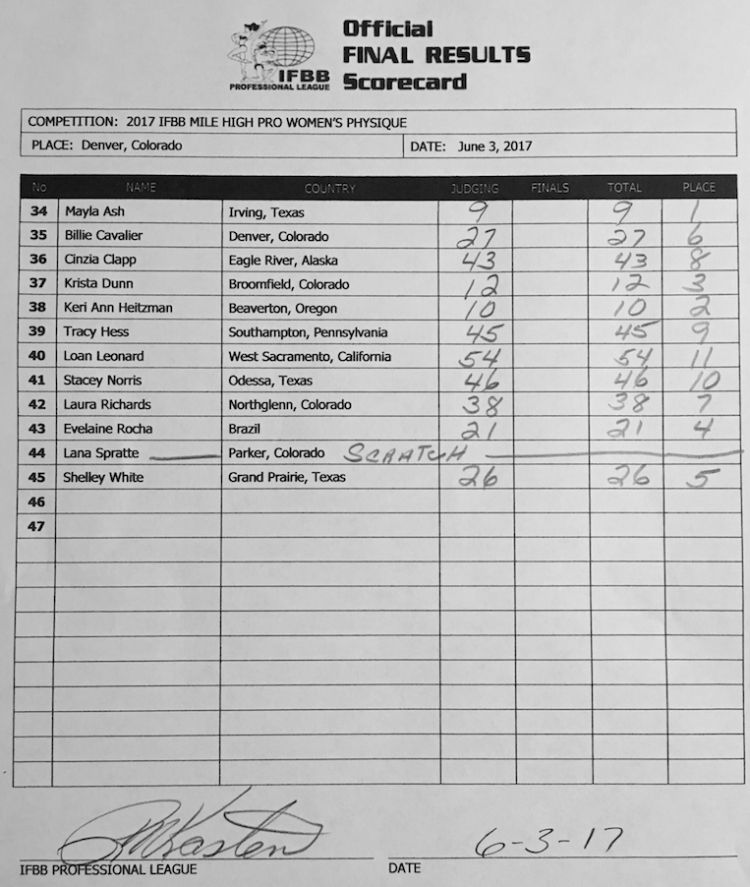 Official
FINAL RESULTS
Scorecard
IFBB
PROFESSIONAL LEAGUE
COMPETITION: 2017 IFBB MILE HIGH PRO WOMEN'S PHYSIQUE
PLACE: Denver, Colorado DATE: June 3, 2017
No NAME COUNTRY JUDGING FINALS TOTAL PLACE
34 Mayla Ash Irving, Texas 9 9 1
35 Billie Cavalier Denver, Colorado 27 27 6
36 Cinzia Clapp Eagle River, Alaska 43 43 8
37 Krista Dunn Broomfield, Colorado 12 12 3
38 Keri Ann Heitzman Beaverton, Oregon 10 10 2
39 Tracy Hess Southampton, Pennsylvania 45 45 9
40 Loan Leonard West Sacramento, California 54 54 11
41 Stacey Norris Odessa, Texas 46 46 10
42 Laura Richards Northglenn, Colorado 38 38 7
43 Evelaine Rocha Brazil 21 21 4
44 Lana Spratte Parker, Colorado SCRATCH
45 Shelley White Grand Prairie, Texas 26 26 5
46
47
6-3-17
IFBB PROFESSIONAL LEAGUE DATE